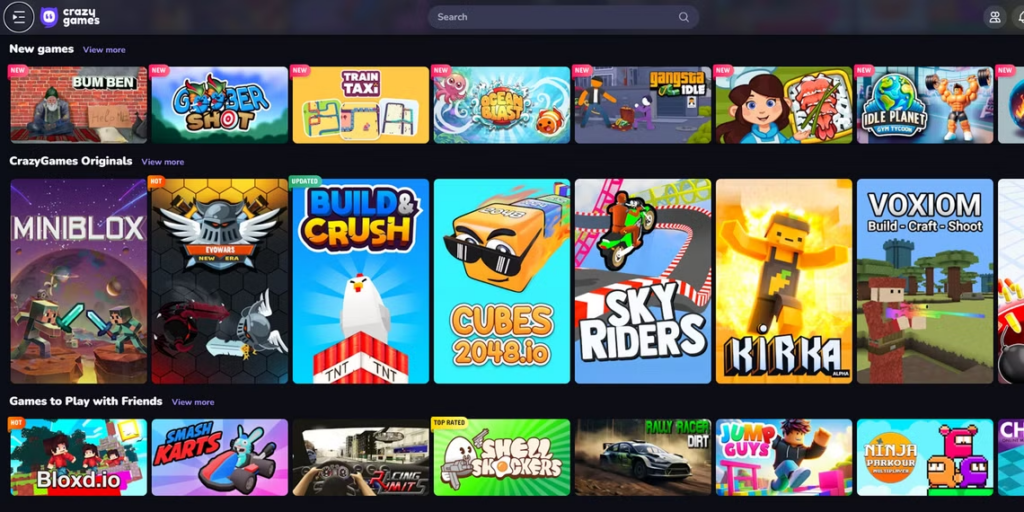 crazy
games
Search
New games View more
NEW
BUM BEN
NEW
GOOBER
SHOT
NEW
TRAIN
TAXi
NEW
OCEAN
BLAST
NEW
gangsta
IDLE
NEW
NEW
IDLE PLANET
GYM TYCOON
NEW
CrazyGames Originals View more
MINIBLOX
HOT
EVOWARS
NEW ERA
UPDATED
BUILD &
CRUSH
TNT TNT
2048
CUBES
2048.io
SKY
RIDERS
KIRKA
ALPHA
VOXIOM
Build - Craft - Shoot
Games to Play with Friends View more
HOT
Bloxd.io
SMASH
KARTS
RACING
LIMITS
TOP RATED
SHELL
SHOCKERS
RALLY RACER
DIRT
JUMP
GUYS
NINJA
PARKOUR
MULTIPLAYER
CH